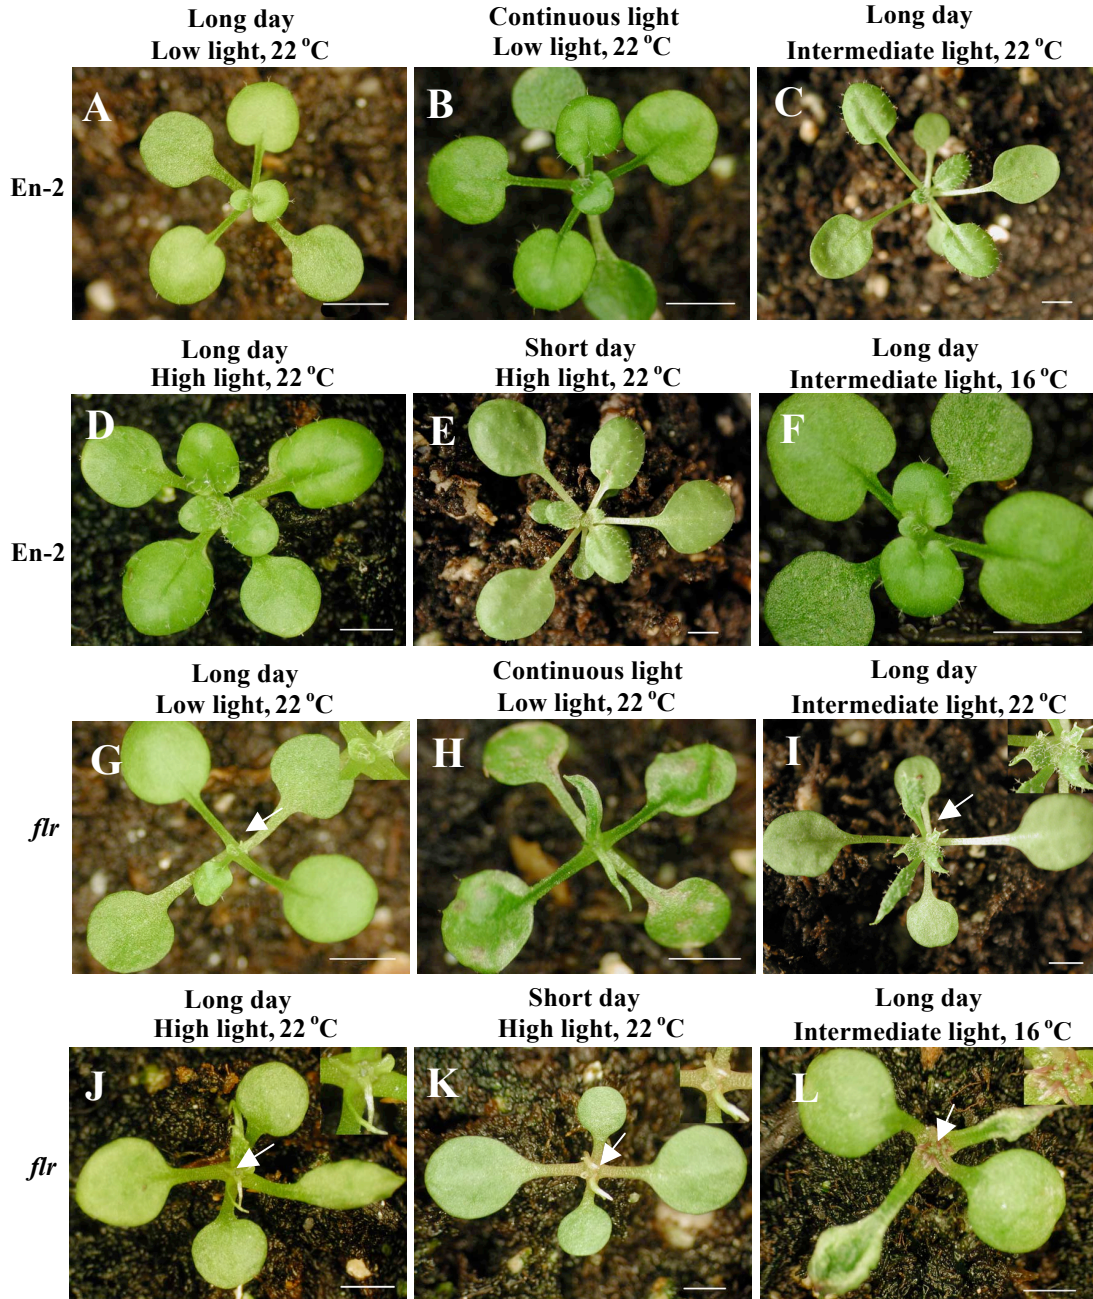 Long day
Low light, 22 °C
Continuous light
Low light, 22 °C
Long day
Intermediate light, 22 °C
En-2
A
B
C
Long day
High light, 22 °C
Short day
High light, 22 °C
Long day
Intermediate light, 16 °C
En-2
D
E
F
Long day
Low light, 22 °C
Continuous light
Low light, 22 °C
Long day
Intermediate light, 22 °C
flr
G
H
I
Long day
High light, 22 °C
Short day
High light, 22 °C
Long day
Intermediate light, 16 °C
flr
J
K
L